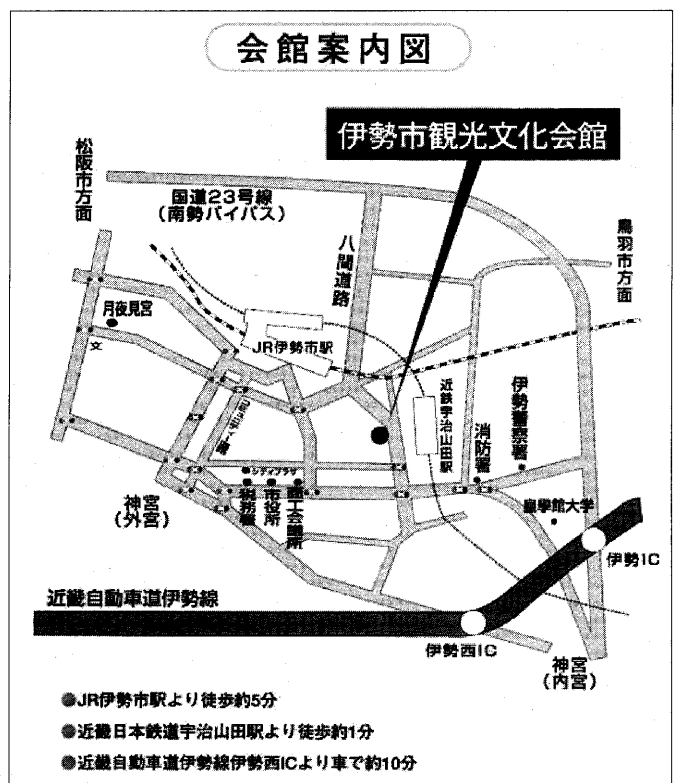 会館案内図
伊勢市観光文化会館
松阪市方面
国道23号線
(南勢バイパス)
八間道路
鳥羽市方面
月夜見宮
文
JR伊勢市駅
近鉄宇治山田駅
伊勢警察署
消防署
シティプラザ
税務署
市役所
商工会議所
神宮
(外宮)
皇學館大学
伊勢IC
近畿自動車道伊勢線
伊勢西IC
神宮
(内宮)
●JR伊勢市駅より徒歩約5分
●近畿日本鉄道宇治山田駅より徒歩約1分
●近畿自動車道伊勢線伊勢西ICより車で約10分